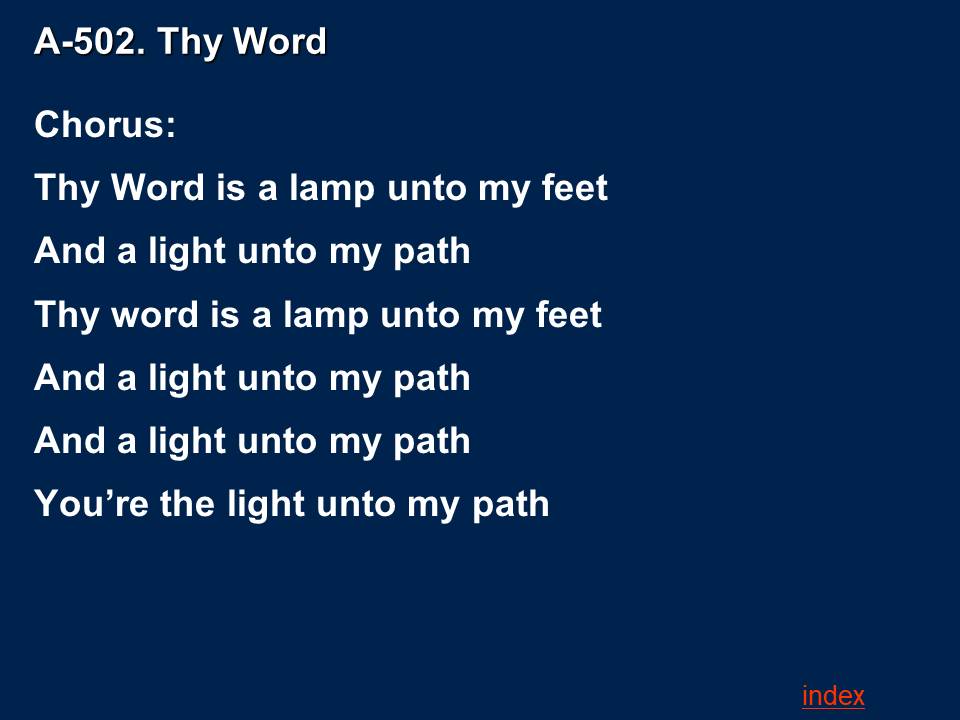 A-502. Thy Word
Chorus:
Thy Word is a lamp unto my feet
And a light unto my path
Thy word is a lamp unto my feet
And a light unto my path
And a light unto my path
You’re the light unto my path
index